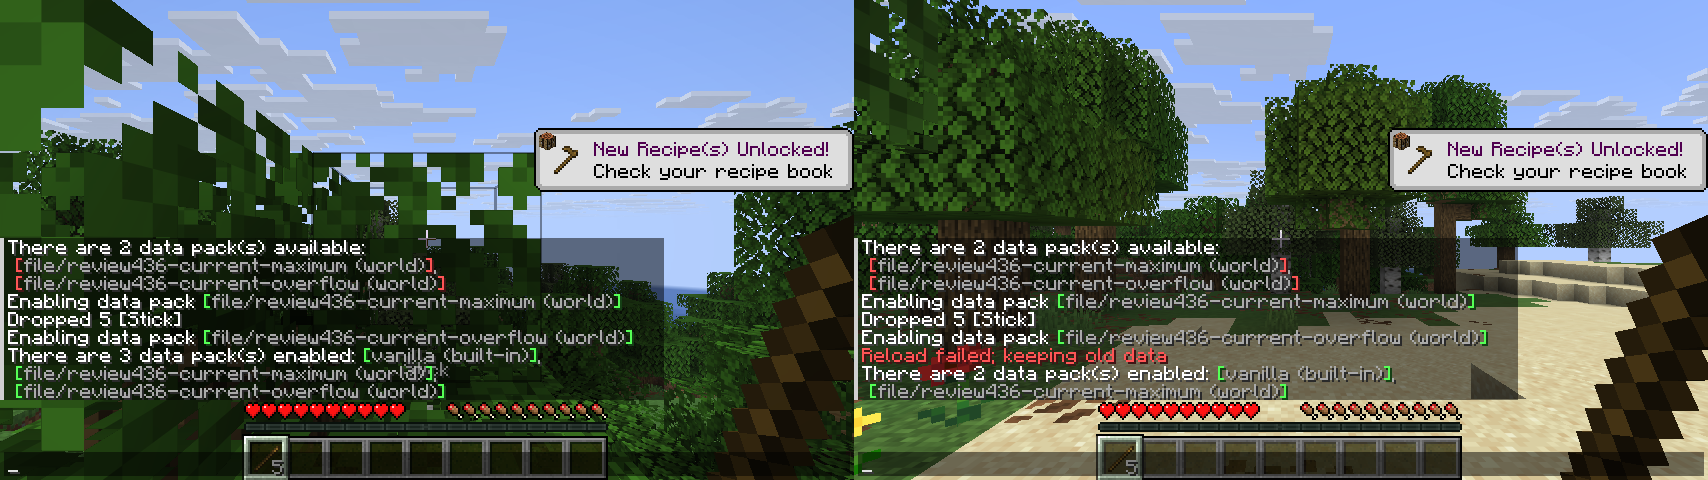 New Recipe(s) Unlocked!
Check your recipe book
There are 2 data pack(s) available:
[file/review436-current-maximum (world)],
[file/review436-current-overflow (world)]
Enabling data pack [file/review436-current-maximum (world)]
Dropped 5 [Stick]
Enabling data pack [file/review436-current-overflow (world)]
There are 3 data pack(s) enabled: [vanilla (built-in)],
[file/review436-current-maximum (world)],
[file/review436-current-overflow (world)]
5
_
New Recipe(s) Unlocked!
Check your recipe book
There are 2 data pack(s) available:
[file/review436-current-maximum (world)],
[file/review436-current-overflow (world)]
Enabling data pack [file/review436-current-maximum (world)]
Dropped 5 [Stick]
Enabling data pack [file/review436-current-overflow (world)]
Reload failed; keeping old data
There are 2 data pack(s) enabled: [vanilla (built-in)],
[file/review436-current-maximum (world)]
5
_